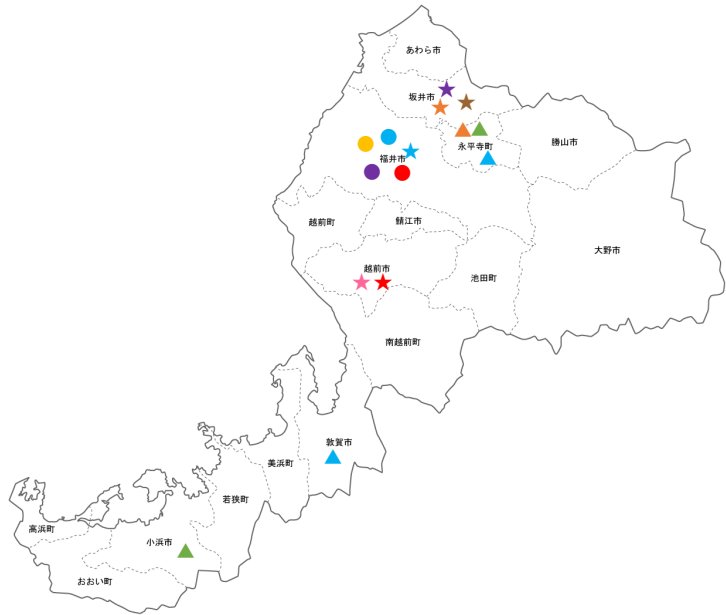 あわら市
坂井市
永平寺町
勝山市
福井市
越前町
鯖江市
大野市
越前市
池田町
南越前町
敦賀市
美浜町
若狭町
高浜町
小浜市
おおい町